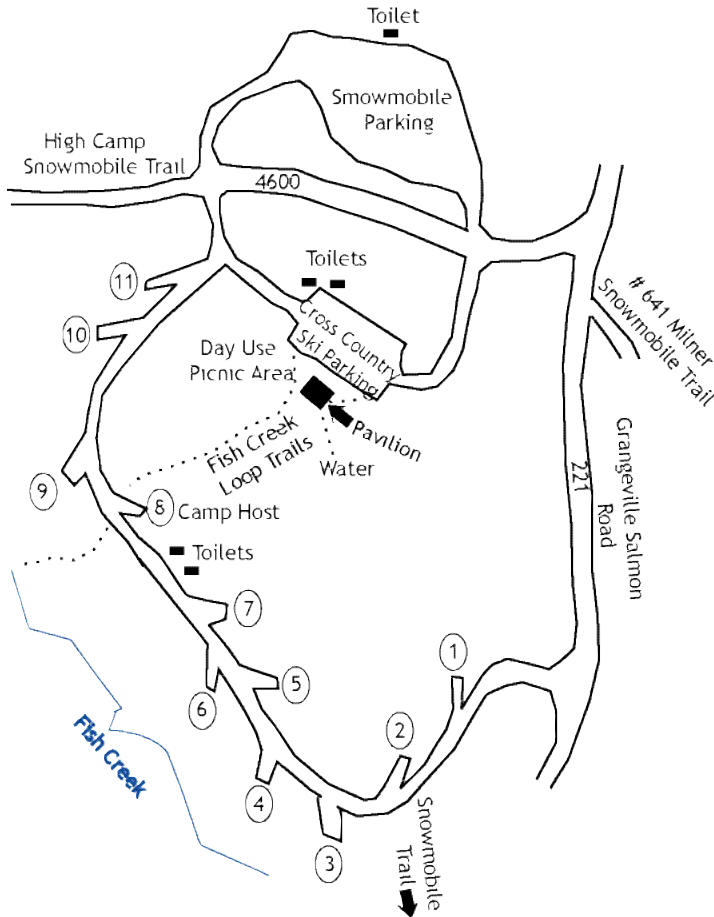 Toilet
Smowmobile
Parking
High Camp
Snowmobile Trail
4600
Toilets
11
# 641 Milner
Snowmobile Trail
Cross Country
Ski Parking
10
Day Use
Picnic Area
Pavilion
Fish Creek
Loop Trails
Water
Grangeville Salmon
Road
221
9
8
Camp Host
Toilets
7
1
5
6
2
Fish Creek
4
3
Snowmobile
Trail